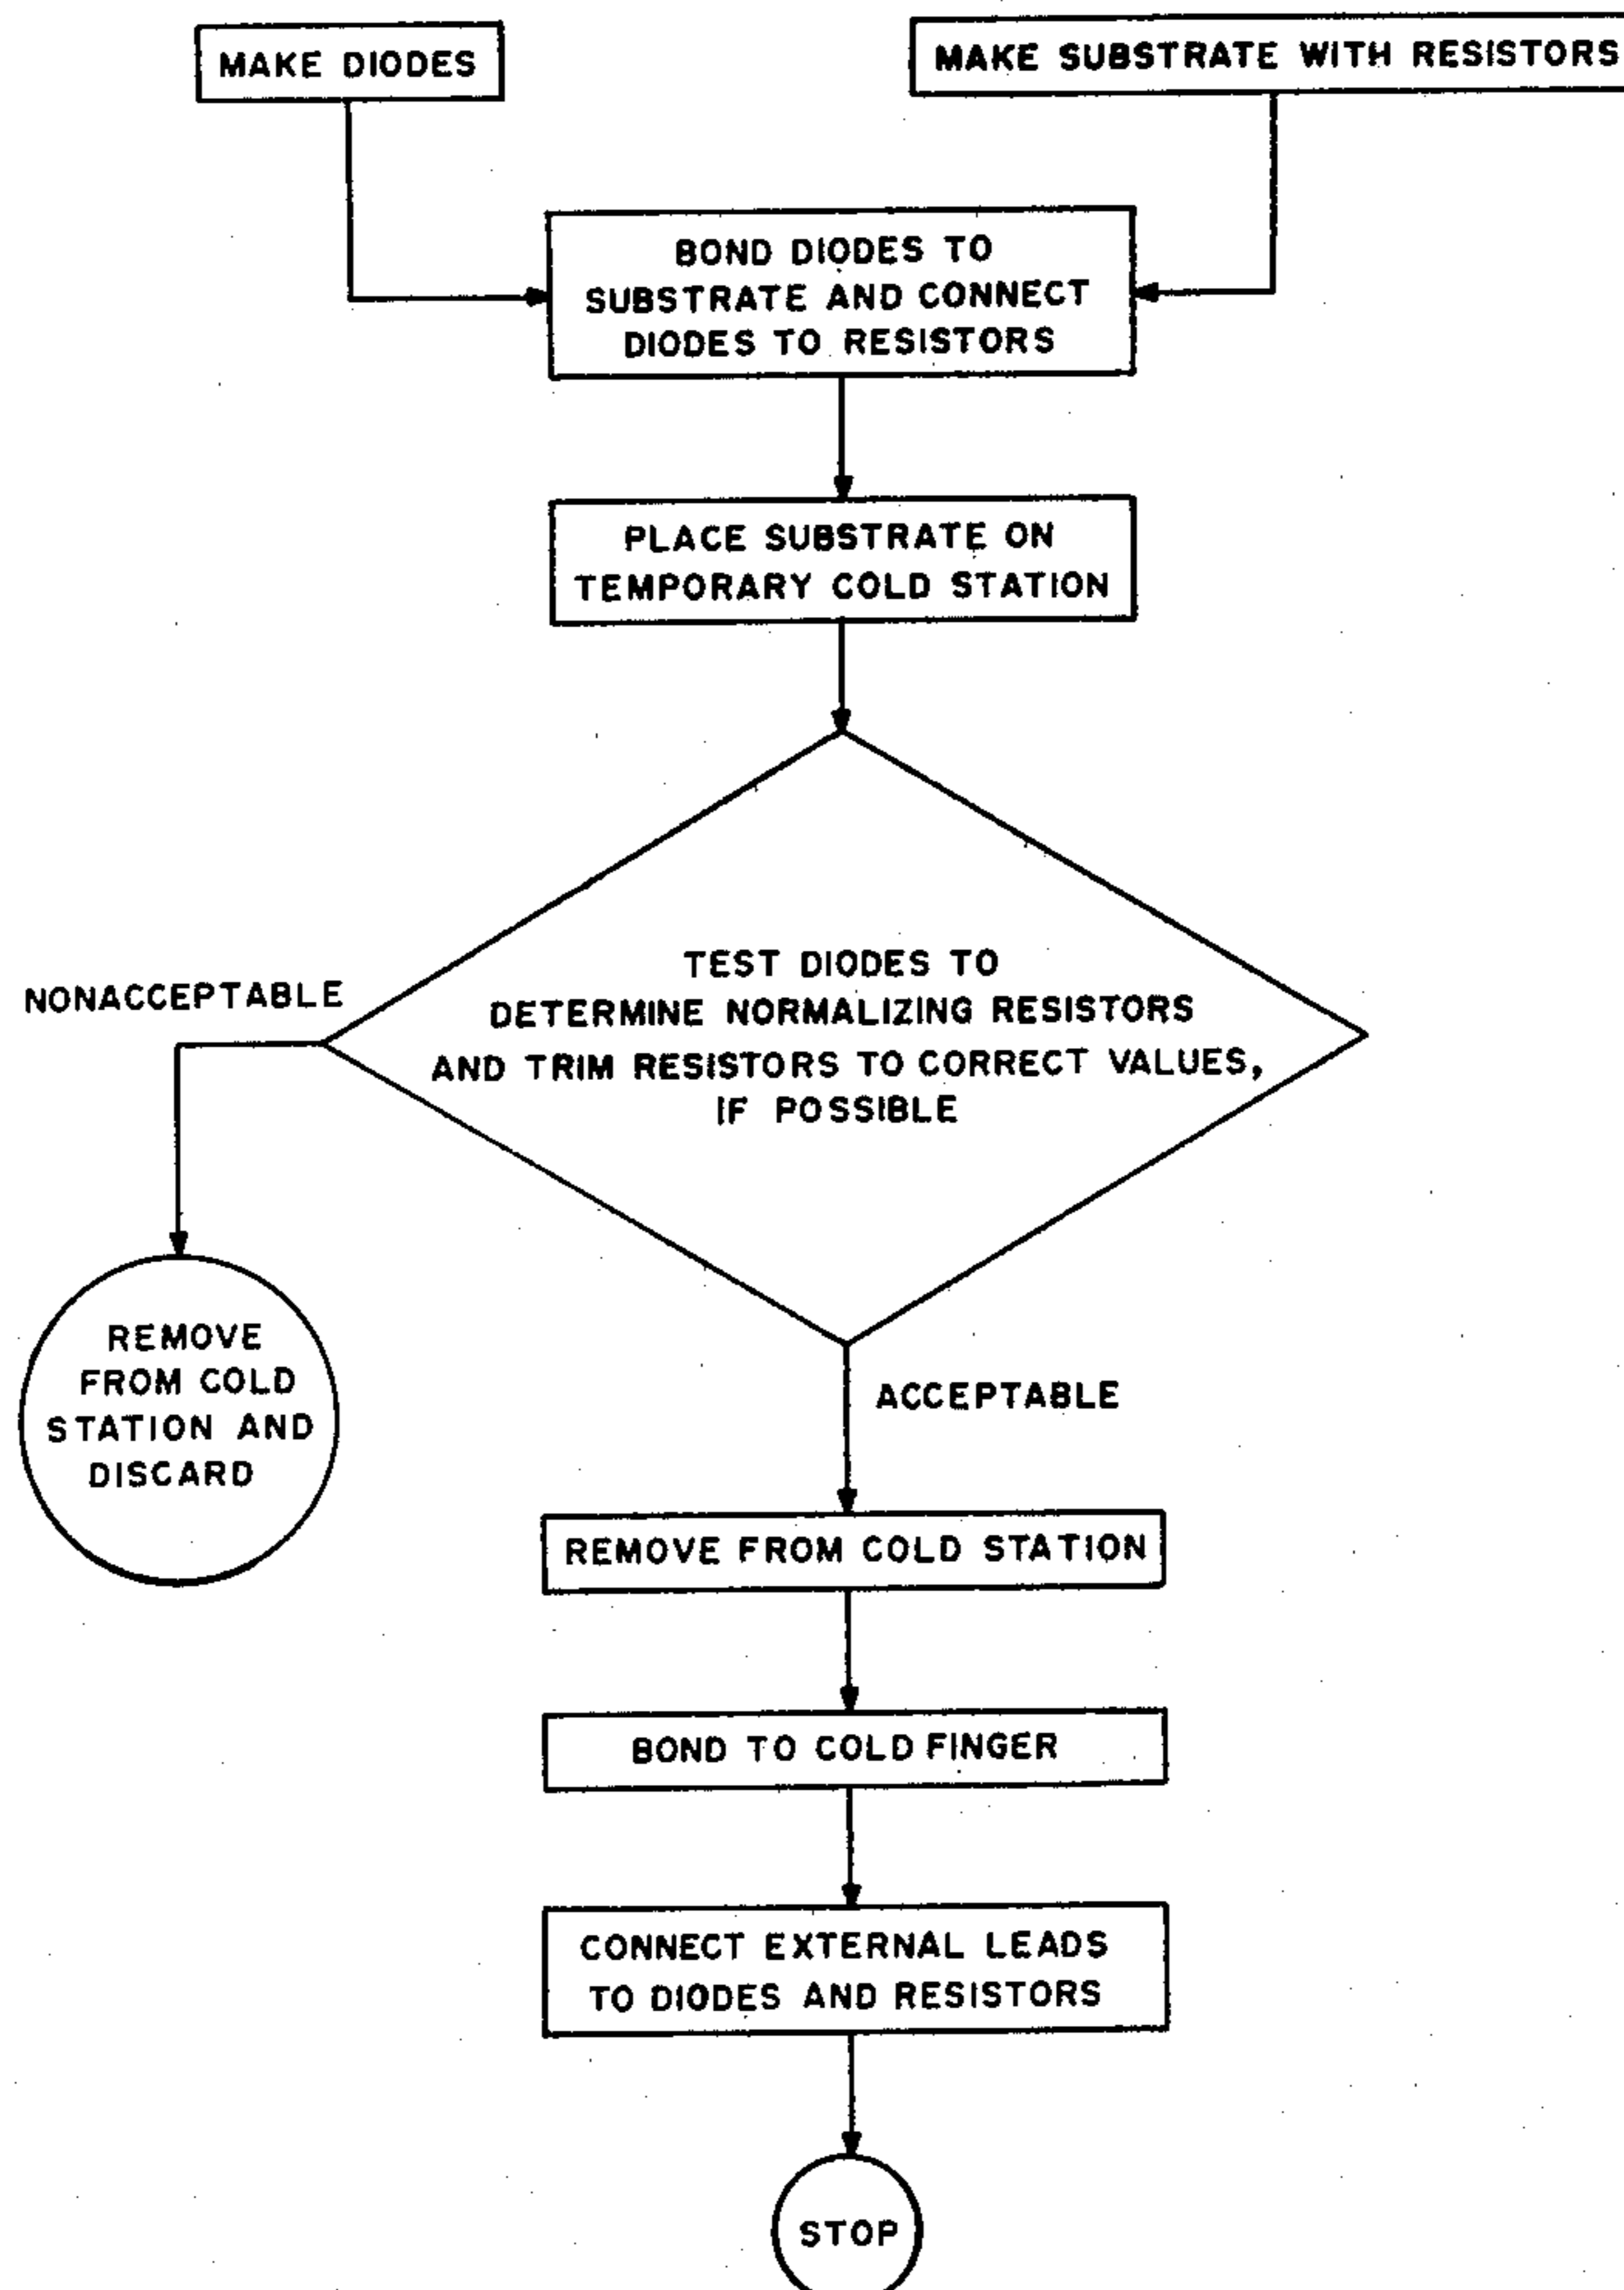 MAKE DIODES
MAKE SUBSTRATE WITH RESISTORS
BOND DIODES TO
SUBSTRATE AND CONNECT
DIODES TO RESISTORS
PLACE SUBSTRATE ON
TEMPORARY COLD STATION
TEST DIODES TO
DETERMINE NORMALIZING RESISTORS
AND TRIM RESISTORS TO CORRECT VALUES,
IF POSSIBLE
NONACCEPTABLE
REMOVE
FROM COLD
STATION AND
DISCARD
ACCEPTABLE
REMOVE FROM COLD STATION
BOND TO COLD FINGER
CONNECT EXTERNAL LEADS
TO DIODES AND RESISTORS
STOP